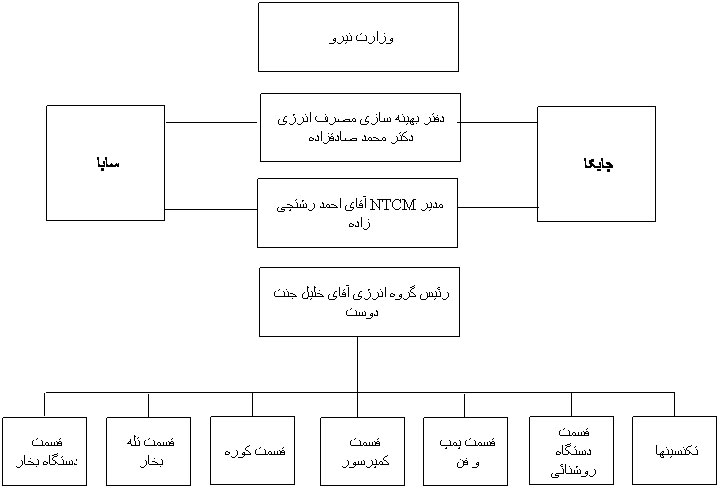 وزارت نیرو
دفتر بهینه سازی مصرف انرژی
دکتر محمد صادقزاده
جایکا
سابا
مدیر NTCM آقای احمد رشتچی
زاده
رئیس گروه انرژی آقای خلیل جنت
دوست
تکنسینها
قسمت
دستگاه
روشنائی
قسمت پمپ
و فن
قسمت
کمپرسور
قسمت کوره
قسمت تله
بخار
قسمت
دستگاه بخار